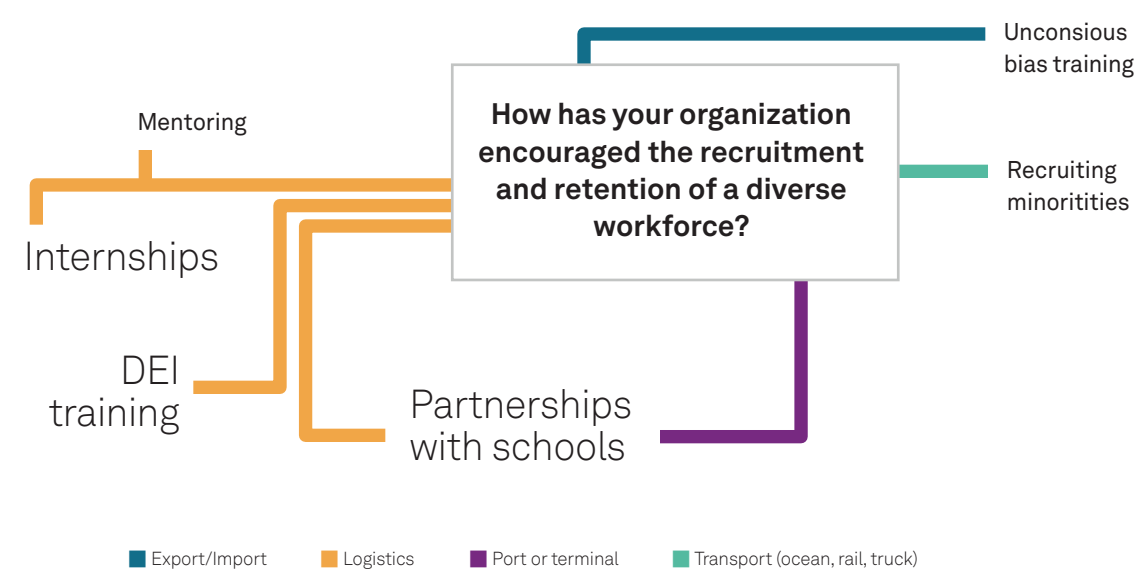 Unconsious
bias training
How has your organization
encouraged the recruitment
and retention of a diverse
workforce?
Mentoring
Recruiting
minoritities
Internships
DEI
training
Partnerships
with schools
Export/Import
Logistics
Port or terminal
Transport (ocean, rail, truck)